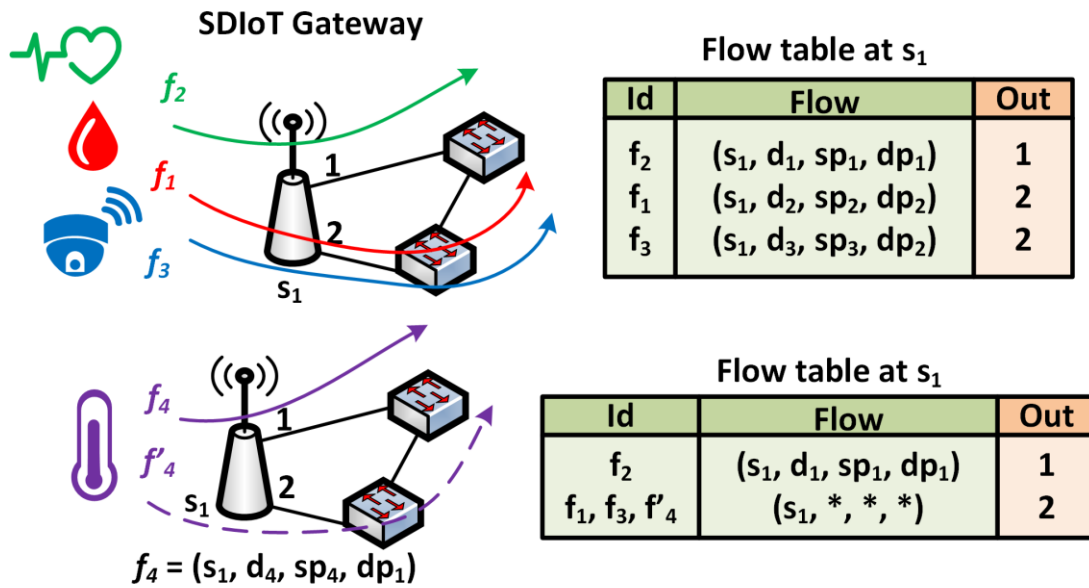 SDIoT Gateway
f₂
f₁
f₃
1
2
s₁
Flow table at s₁
Id Flow Out
f₂ (s₁, d₁, sp₁, dp₁) 1
f₁ (s₁, d₂, sp₂, dp₂) 2
f₃ (s₁, d₃, sp₃, dp₂) 2
f₄
f'₄
1
2
s₁
f₄ = (s₁, d₄, sp₄, dp₁)
Flow table at s₁
Id Flow Out
f₂ (s₁, d₁, sp₁, dp₁) 1
f₁, f₃, f'₄ (s₁, *, *, *) 2